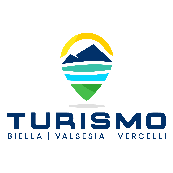 TURISMO
BIELLA | VALSESIA | VERCELLI